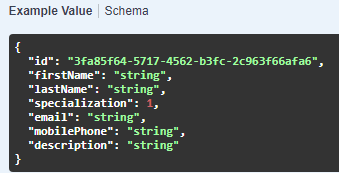 Example Value | Schema
{
"id": "3fa85f64-5717-4562-b3fc-2c963f66afa6",
"firstName": "string",
"lastName": "string",
"specialization": 1,
"email": "string",
"mobilePhone": "string",
"description": "string"
}